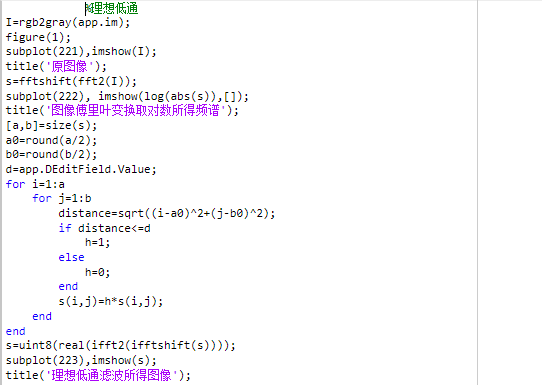 %理想低通
I=rgb2gray(app.im);
figure(1);
subplot(221),imshow(I);
title('原图像');
s=fftshift(fft2(I));
subplot(222), imshow(log(abs(s)),[]);
title('图像傅里叶变换取对数所得频谱');
[a,b]=size(s);
a0=round(a/2);
b0=round(b/2);
d=app.DEditField.Value;
for i=1:a
    for j=1:b
        distance=sqrt((i-a0)^2+(j-b0)^2);
        if distance<=d
            h=1;
        else
            h=0;
        end
        s(i,j)=h*s(i,j);
    end
end
s=uint8(real(ifft2(ifftshift(s))));
subplot(223),imshow(s);
title('理想低通滤波所得图像');